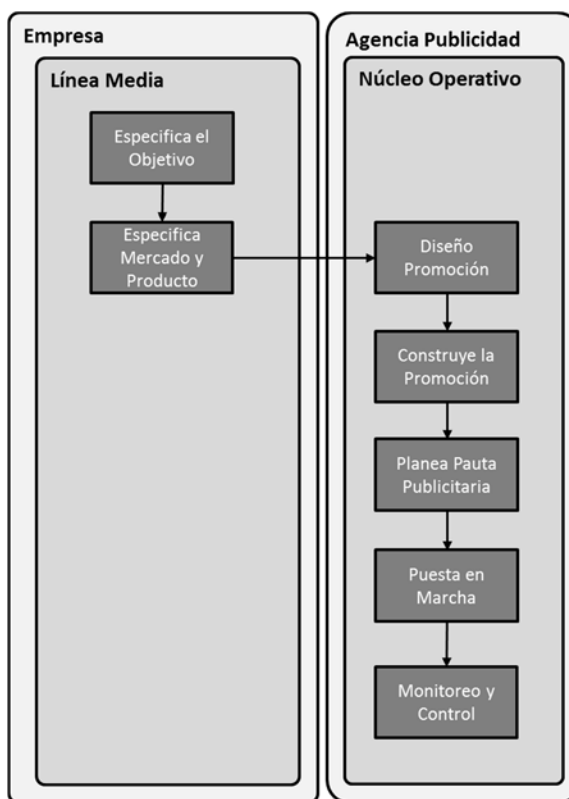 Empresa
Línea Media
Especifica el
Objetivo
Especifica
Mercado y
Producto
Agencia Publicidad
Núcleo Operativo
Diseño
Promoción
Construye la
Promoción
Planea Pauta
Publicitaria
Puesta en
Marcha
Monitoreo y
Control